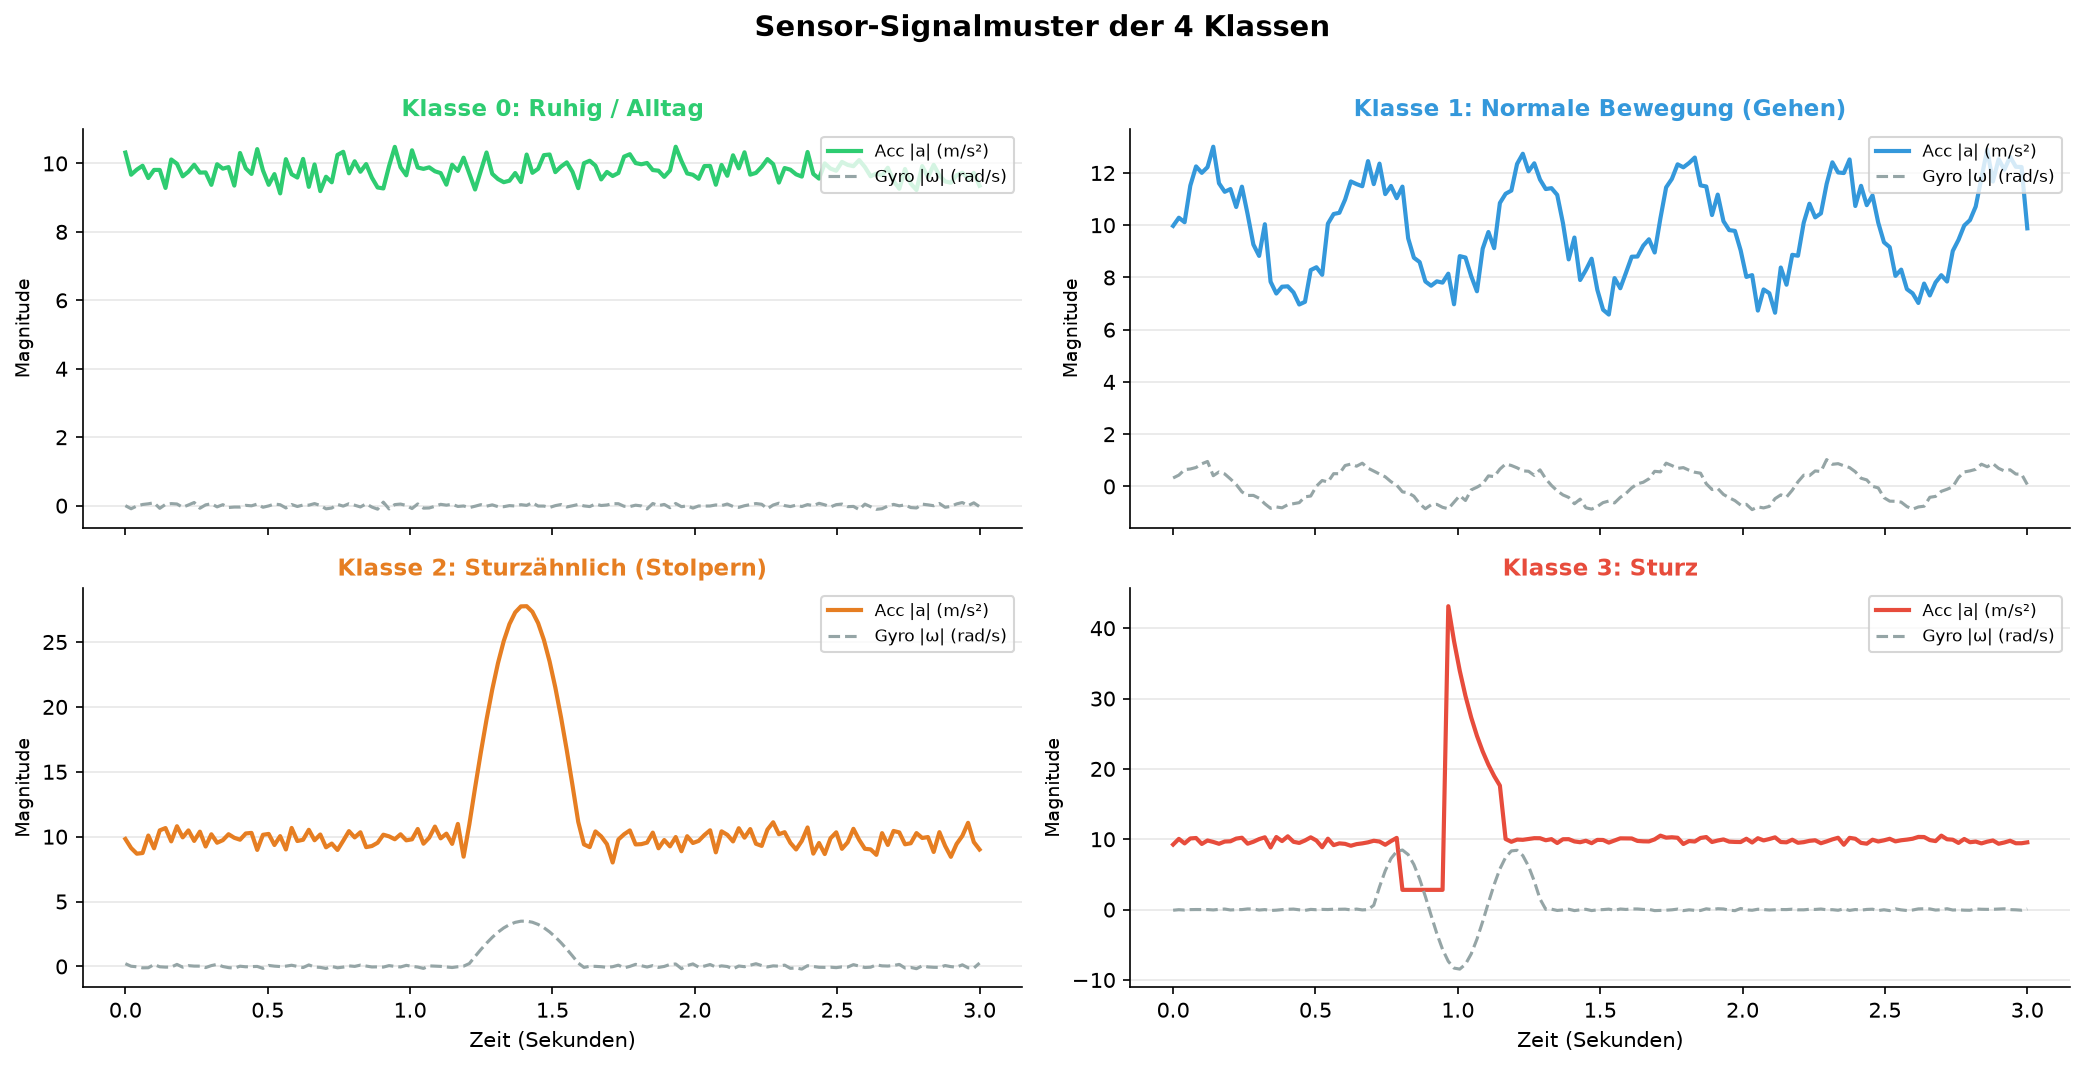 Sensor-Signalmuster der 4 Klassen
Klasse 0: Ruhig / Alltag
Acc |a| (m/s²)
Gyro |ω| (rad/s)
Magnitude
10
8
6
4
2
0
Klasse 1: Normale Bewegung (Gehen)
Acc |a| (m/s²)
Gyro |ω| (rad/s)
Magnitude
12
10
8
6
4
2
0
Klasse 2: Sturzähnlich (Stolpern)
Acc |a| (m/s²)
Gyro |ω| (rad/s)
Magnitude
25
20
15
10
5
0
0.0 0.5 1.0 1.5 2.0 2.5 3.0
Zeit (Sekunden)
Klasse 3: Sturz
Acc |a| (m/s²)
Gyro |ω| (rad/s)
Magnitude
40
30
20
10
0
−10
0.0 0.5 1.0 1.5 2.0 2.5 3.0
Zeit (Sekunden)